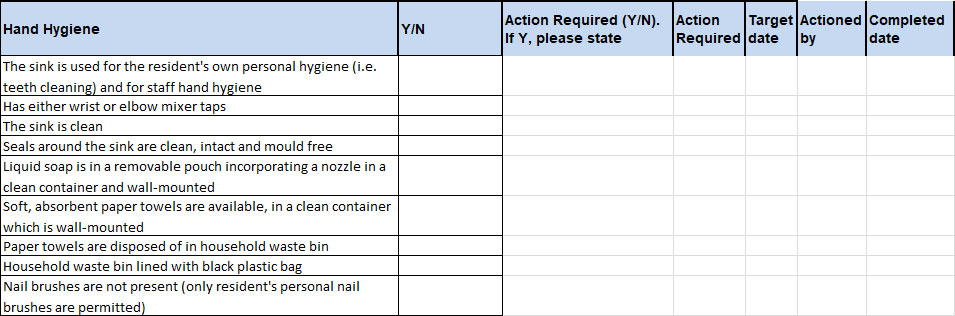 Hand Hygiene
Y/N
Action Required (Y/N).
If Y, please state
Action
Required
Target
date
Actioned
by
Completed
date
The sink is used for the resident's own personal hygiene (i.e.
teeth cleaning) and for staff hand hygiene
Has either wrist or elbow mixer taps
The sink is clean
Seals around the sink are clean, intact and mould free
Liquid soap is in a removable pouch incorporating a nozzle in a
clean container and wall-mounted
Soft, absorbent paper towels are available, in a clean container
which is wall-mounted
Paper towels are disposed of in household waste bin
Household waste bin lined with black plastic bag
Nail brushes are not present (only resident's personal nail
brushes are permitted)